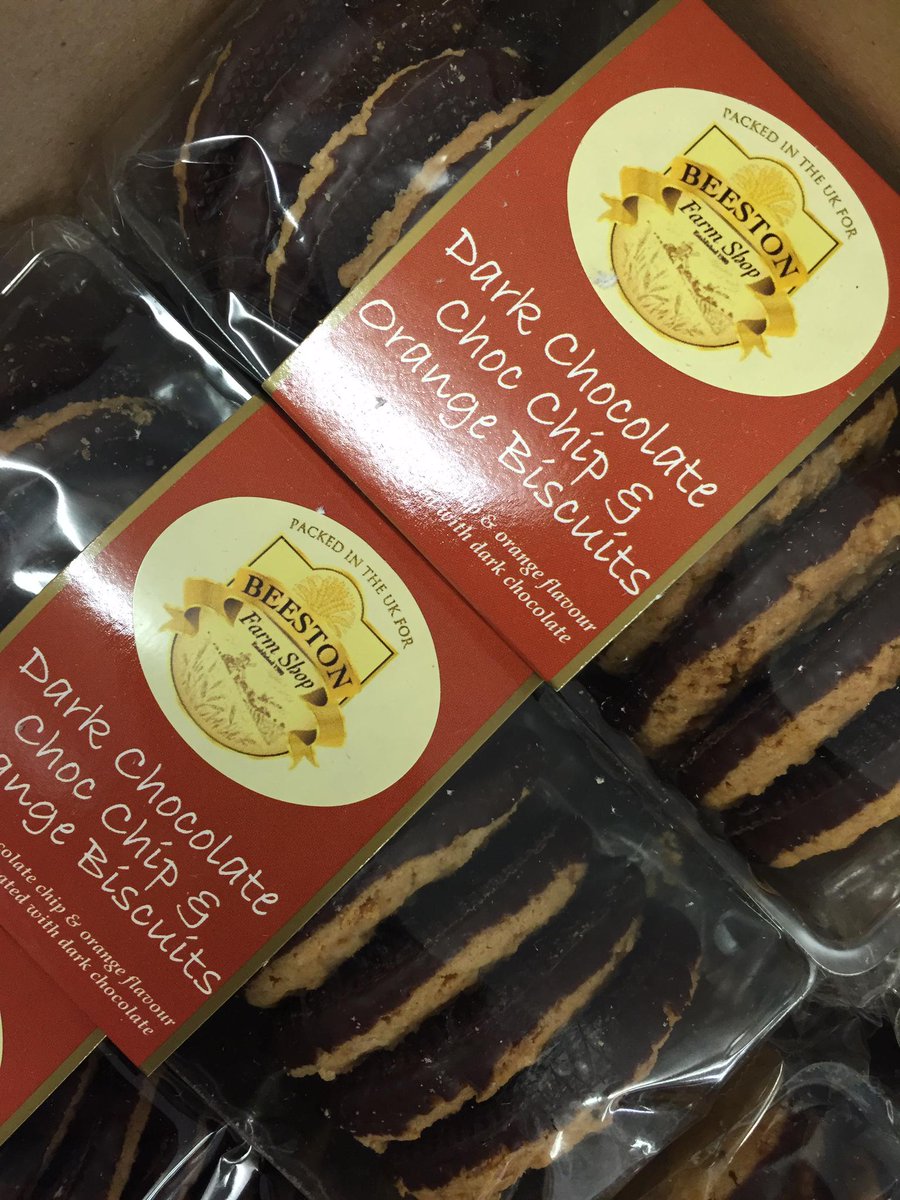 PACKED IN THE UK FOR
BEESTON
Farm Shop
Dark Chocolate
Choc Chip &
Orange Biscuits
& orange flavour
with dark chocolate
PACKED IN THE UK FOR
BEESTON
Farm Shop
Dark Chocolate
Choc Chip &
ange Biscuits
colate chip & orange flavour
ated with dark chocolate